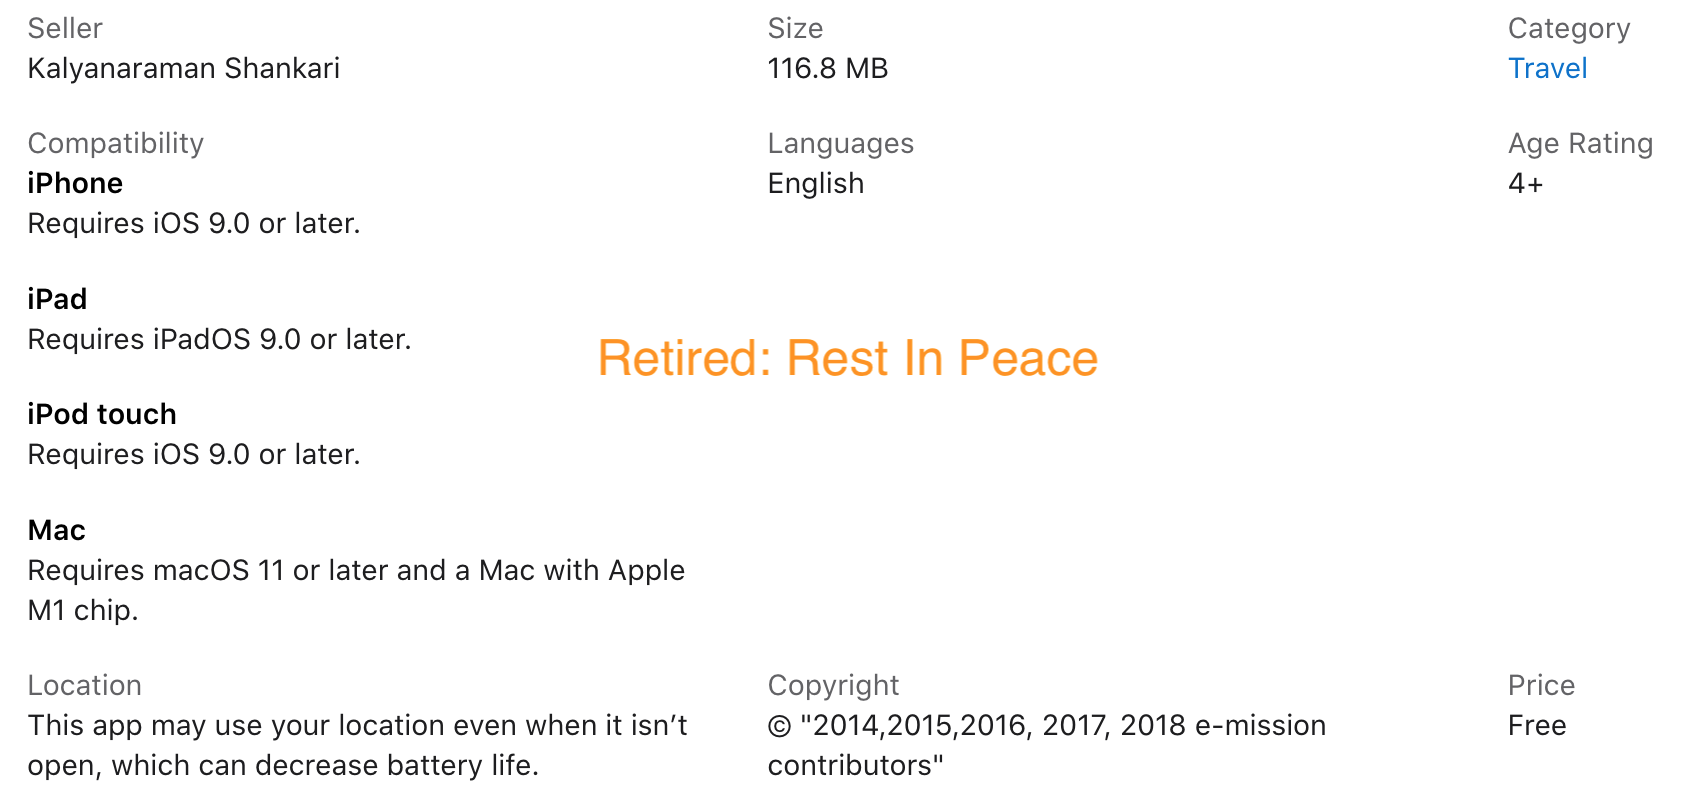 Seller
Kalyanaraman Shankari
Size
116.8 MB
Category
Travel
Compatibility
iPhone
Requires iOS 9.0 or later.
iPad
Requires iPadOS 9.0 or later.
iPod touch
Requires iOS 9.0 or later.
Mac
Requires macOS 11 or later and a Mac with Apple
M1 chip.
Languages
English
Age Rating
4+
Retired: Rest In Peace
Location
This app may use your location even when it isn’t
open, which can decrease battery life.
Copyright
© "2014,2015,2016, 2017, 2018 e-mission
contributors"
Price
Free